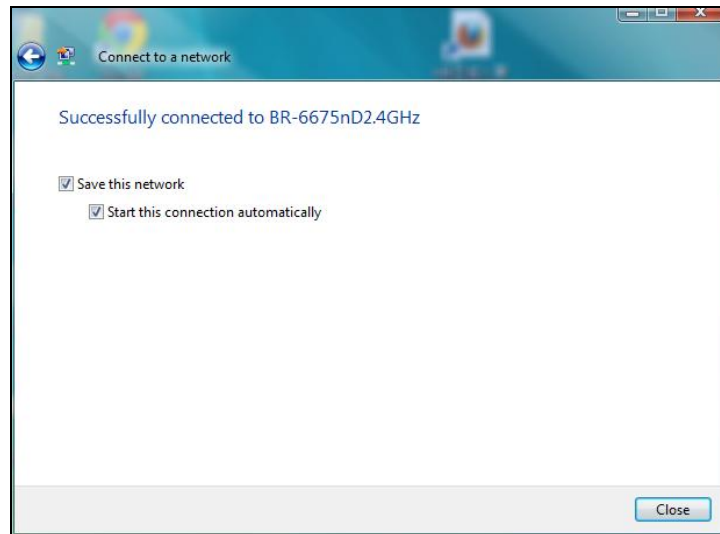 Connect to a network
Successfully connected to BR-6675nD2.4GHz
Save this network
Start this connection automatically
Close